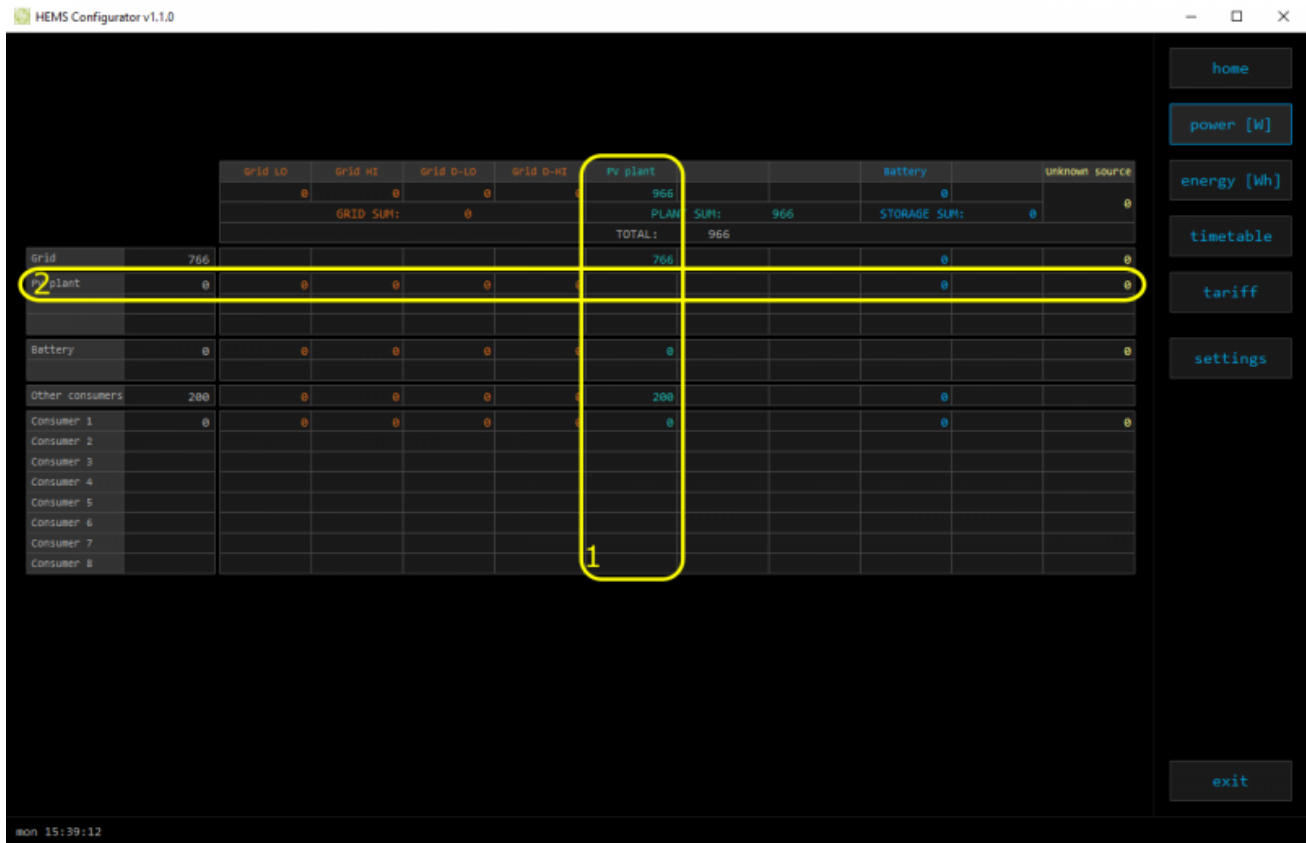 HEMS Configurator v1.1.0
home
power [W]
energy [Wh]
timetable
tariff
settings
exit
Grid LO Grid HI Grid D-LO Grid D-HI PV plant Battery Unknown source
0 0 0 0 966 0 0
GRID SUM: 0 PLANT SUM: 966 STORAGE SUM: 0
TOTAL: 966
Grid 766 766 0 0
2
PV plant 0 0 0 0 0 0
Battery 0 0 0 0 0 0
Other consumers 200 0 0 0 0 200 0
Consumer 1 0 0 0 0 0 0 0 0
Consumer 2
Consumer 3
Consumer 4
Consumer 5
Consumer 6
Consumer 7
1
Consumer 8
mon 15:39:12